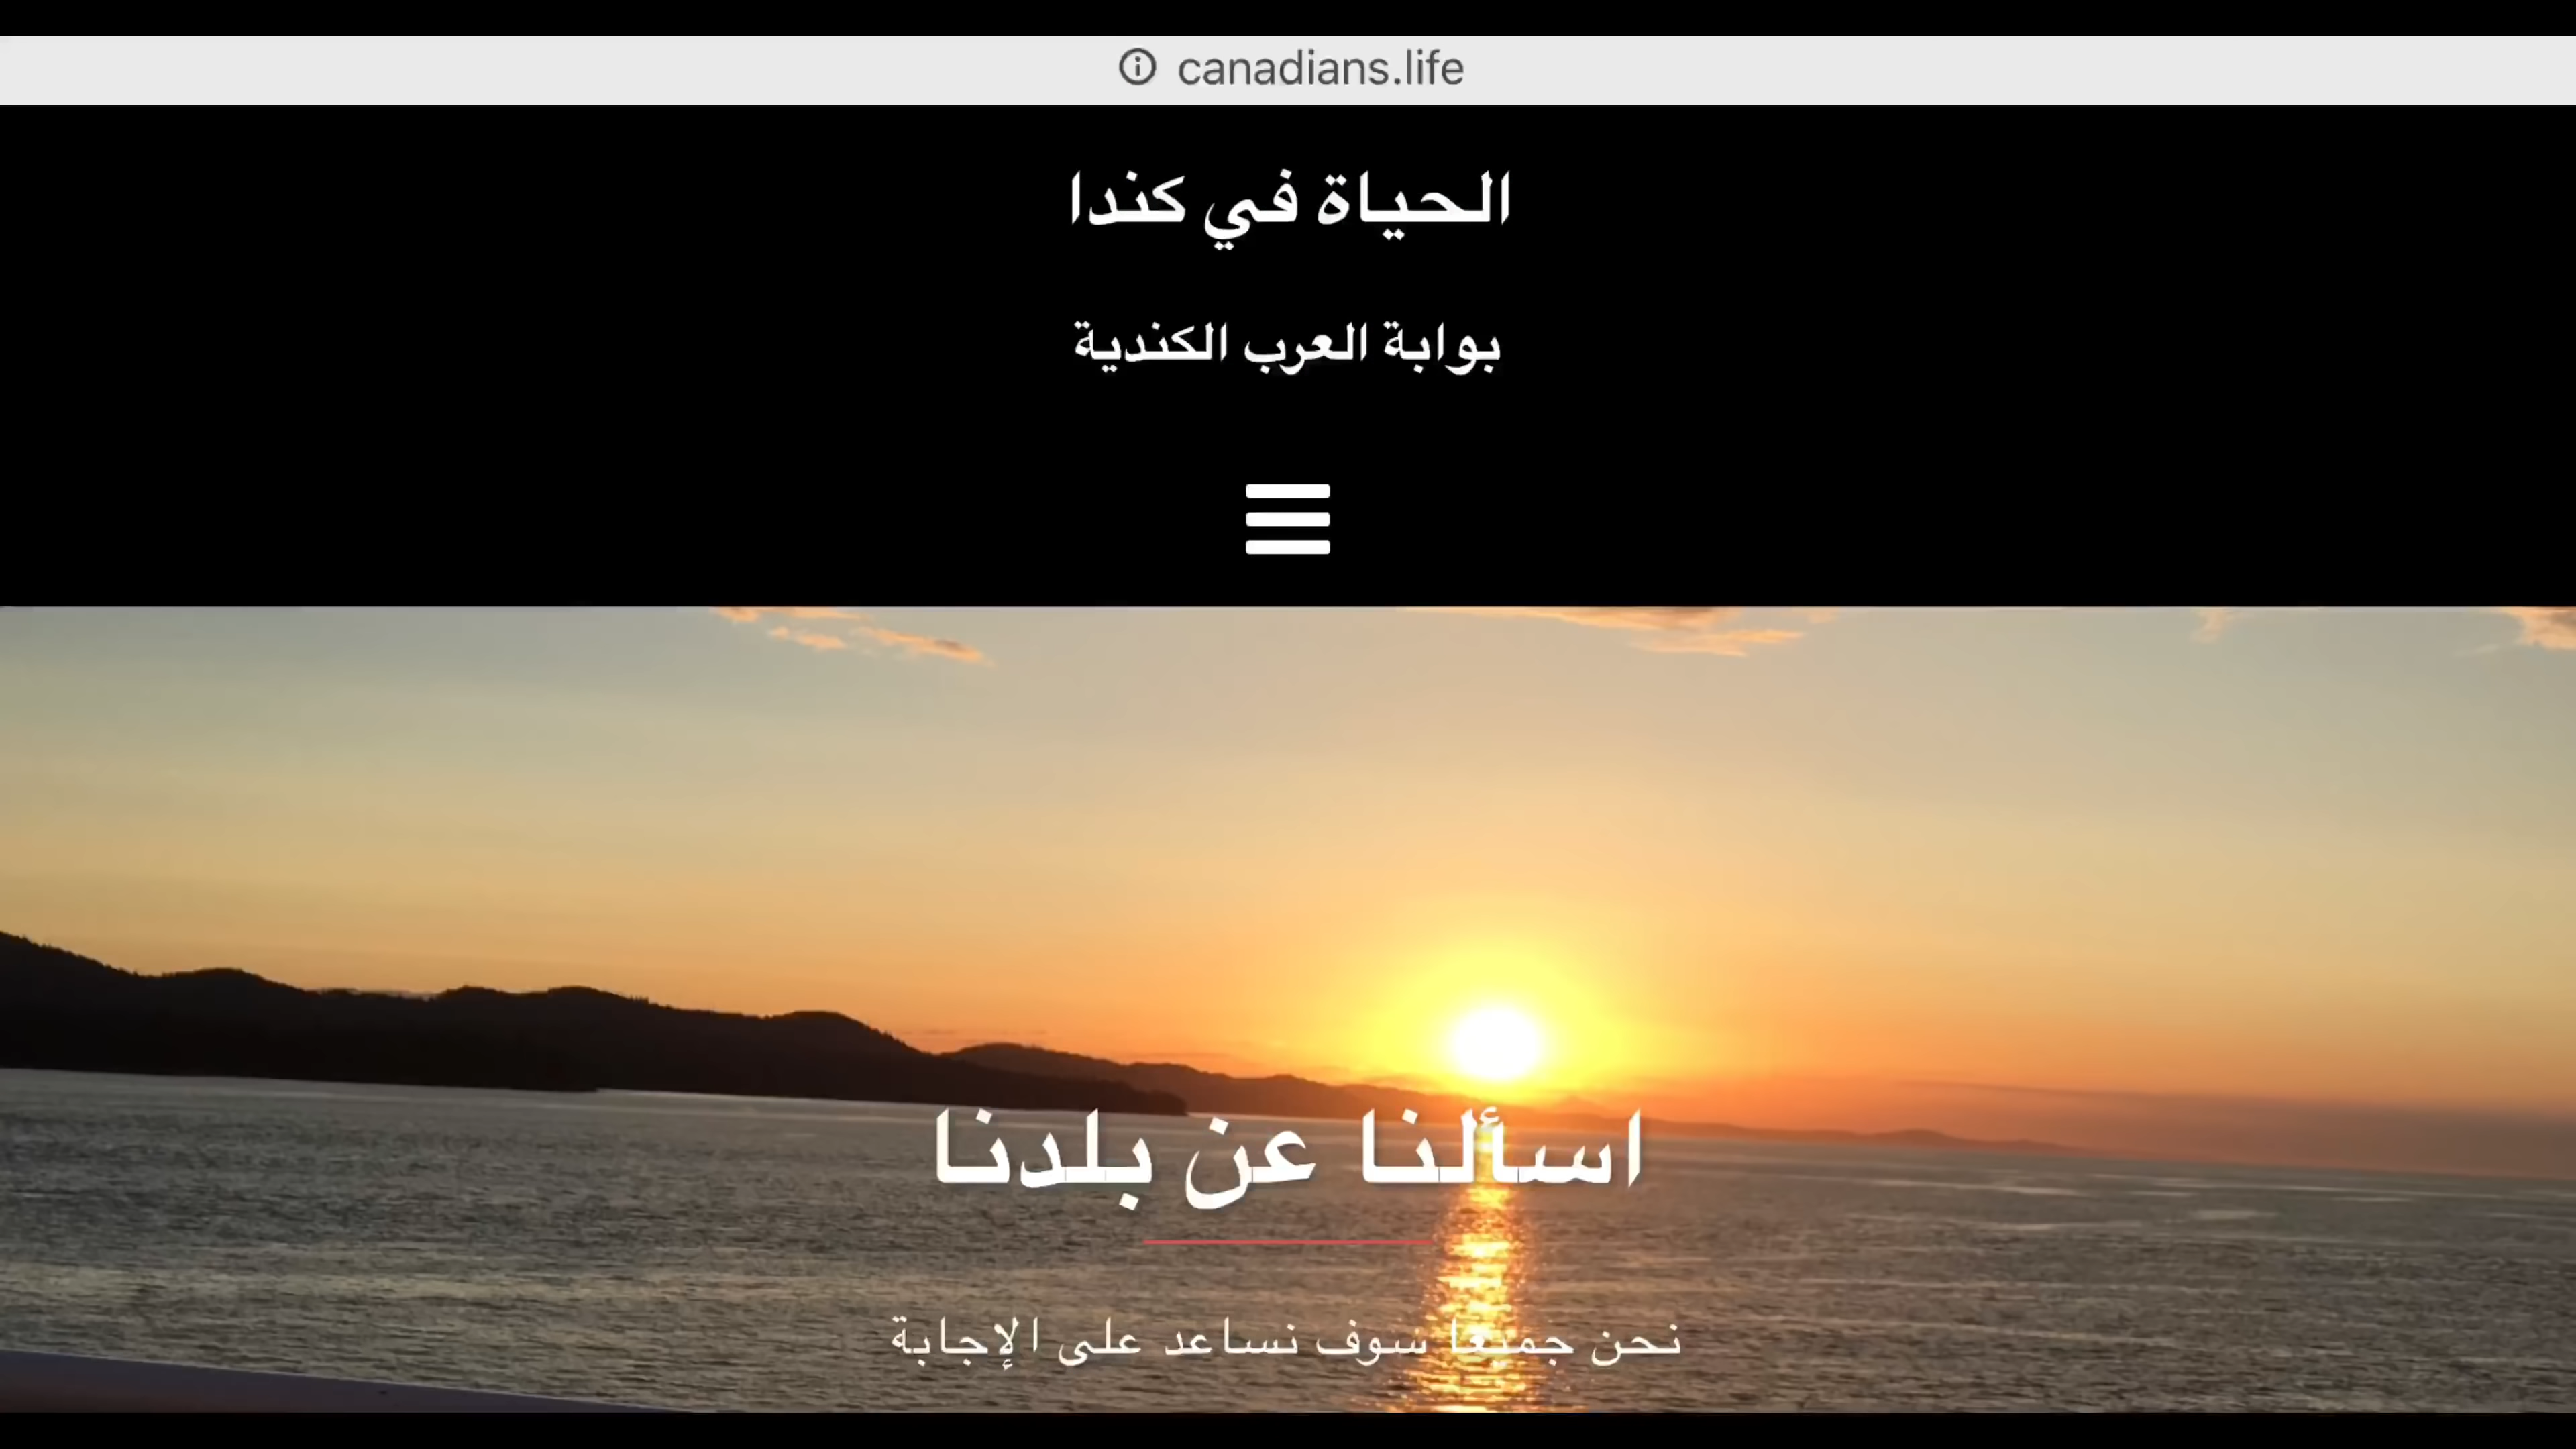 canadians.life
الحياة في كندا
بوابة العرب الكندية
اسألنا عن بلدنا
نحن جميعا سوف نساعد على الإجابة